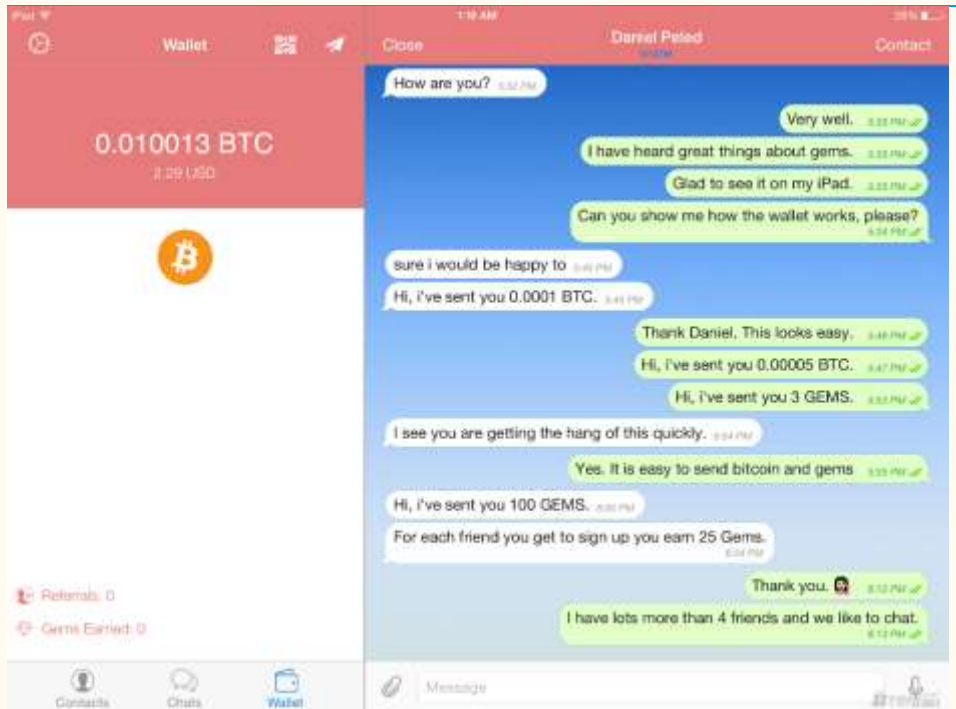 iPad
1:19 AM
Wallet
Close
Daniel Peled
Contact
0.010013 BTC
2.29 USD
How are you?
Very well.
I have heard great things about gems.
Glad to see it on my iPad.
Can you show me how the wallet works, please?
sure i would be happy to
Hi, i've sent you 0.0001 BTC.
Thank Daniel. This looks easy.
Hi, i've sent you 0.00005 BTC.
Hi, i've sent you 3 GEMS.
I see you are getting the hang of this quickly.
Yes. It is easy to send bitcoin and gems
Hi, i've sent you 100 GEMS.
For each friend you get to sign up you earn 25 Gems.
Thank you.
I have lots more than 4 friends and we like to chat.
Referrals: 0
Gems Earned: 0
Contacts
Chats
Wallet
Message